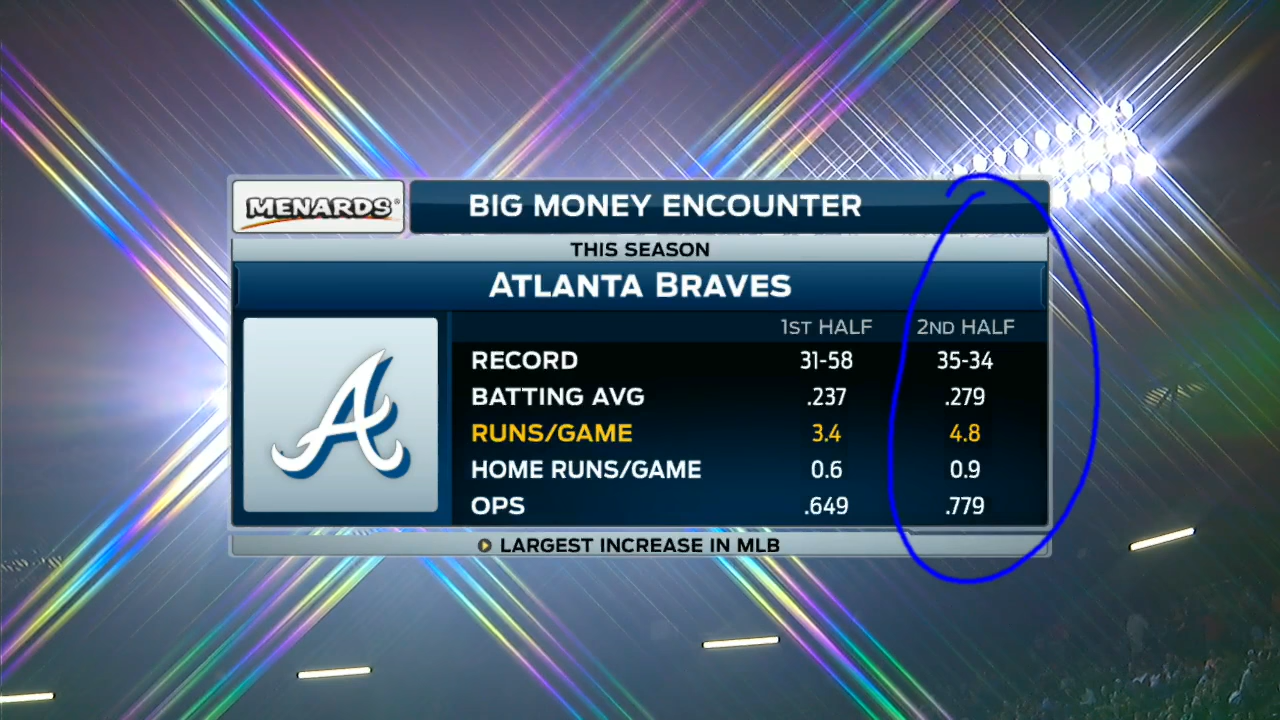 MENARDS®
BIG MONEY ENCOUNTER
THIS SEASON
ATLANTA BRAVES
1ST HALF 2ND HALF
RECORD 31-58 35-34
BATTING AVG .237 .279
RUNS/GAME 3.4 4.8
HOME RUNS/GAME 0.6 0.9
OPS .649 .779
LARGEST INCREASE IN MLB
A